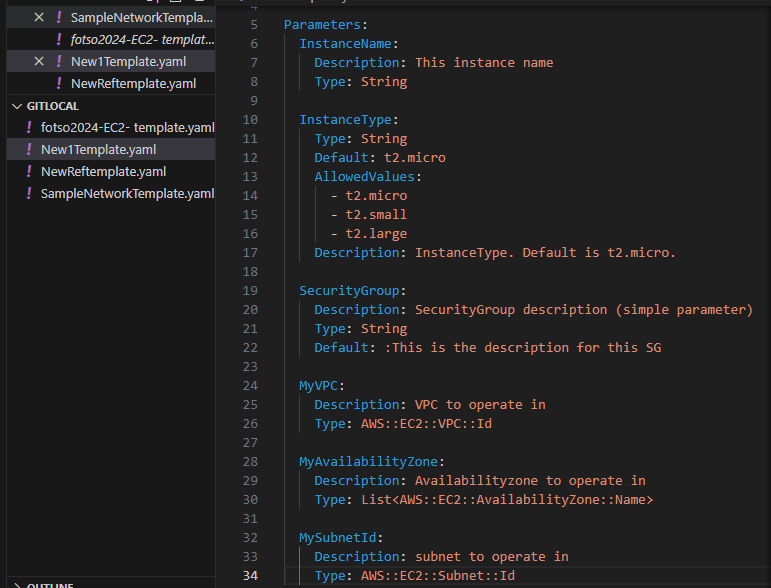 SampleNetworkTempla...
fotso2024-EC2- templat...
New1Template.yaml
NewReftemplate.yaml
GITLOCAL
fotso2024-EC2- template.yaml
New1Template.yaml
NewReftemplate.yaml
SampleNetworkTemplate.yaml
OUTLINE
4
5 Parameters:
6 InstanceName:
7 Description: This instance name
8 Type: String
9
10 InstanceType:
11 Type: String
12 Default: t2.micro
13 AllowedValues:
14 - t2.micro
15 - t2.small
16 - t2.large
17 Description: InstanceType. Default is t2.micro.
18
19 SecurityGroup:
20 Description: SecurityGroup description (simple parameter)
21 Type: String
22 Default: :This is the description for this SG
23
24 MyVPC:
25 Description: VPC to operate in
26 Type: AWS::EC2::VPC::Id
27
28 MyAvailabilityZone:
29 Description: Availabilityzone to operate in
30 Type: List<AWS::EC2::AvailabilityZone::Name>
31
32 MySubnetId:
33 Description: subnet to operate in
34 Type: AWS::EC2::Subnet::Id